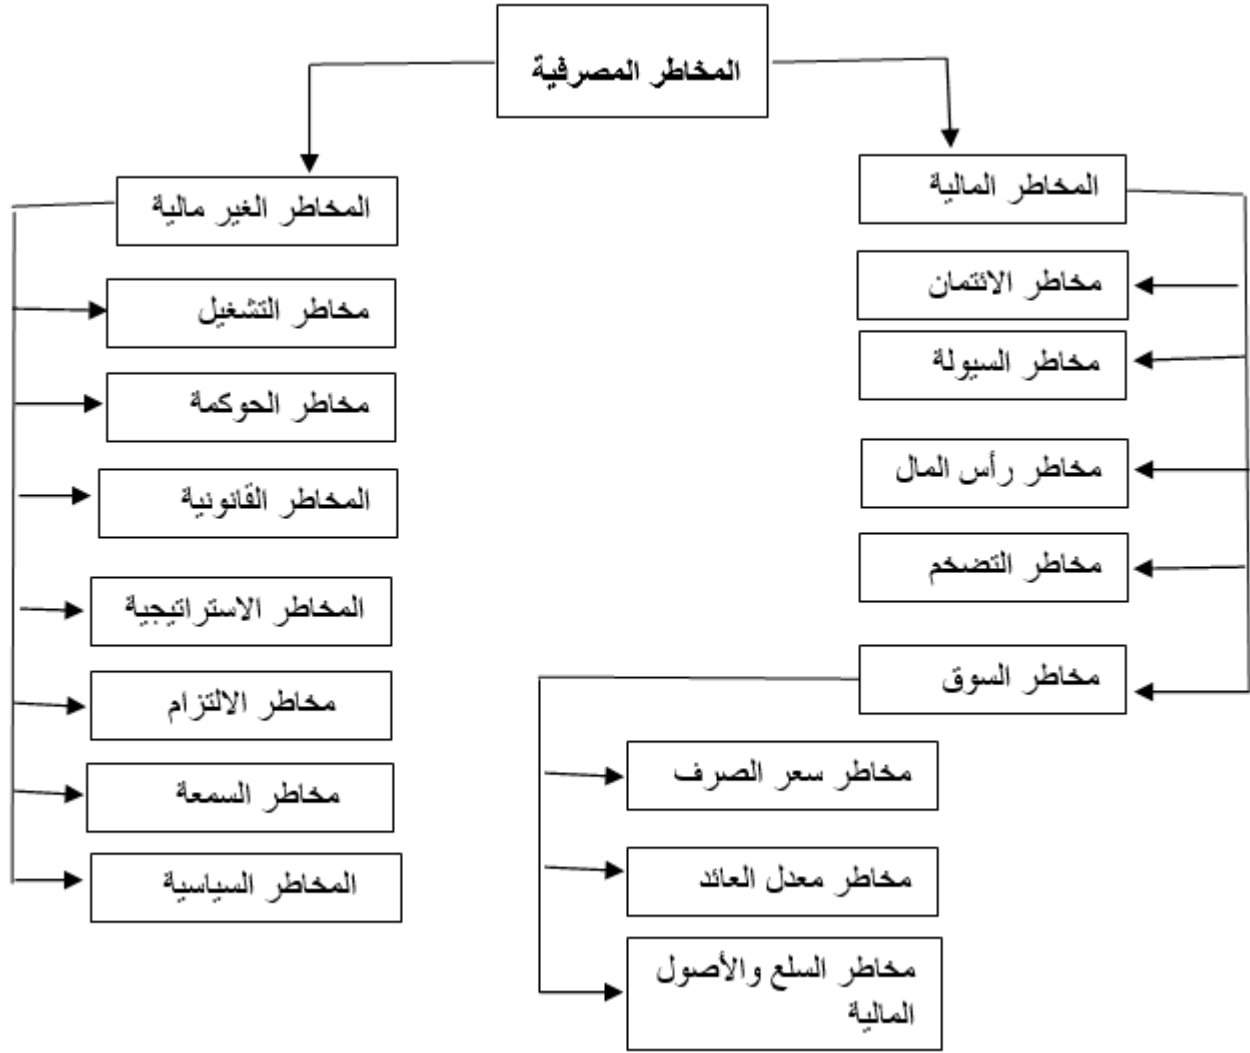 المخاطر المصرفية
المخاطر المالية
مخاطر الائتمان
مخاطر السيولة
مخاطر رأس المال
مخاطر التضخم
مخاطر السوق
مخاطر سعر الصرف
مخاطر معدل العائد
مخاطر السلع والأصول
المالية
المخاطر الغير مالية
مخاطر التشغيل
مخاطر الحوكمة
المخاطر القانونية
المخاطر الاستراتيجية
مخاطر الالتزام
مخاطر السمعة
المخاطر السياسية